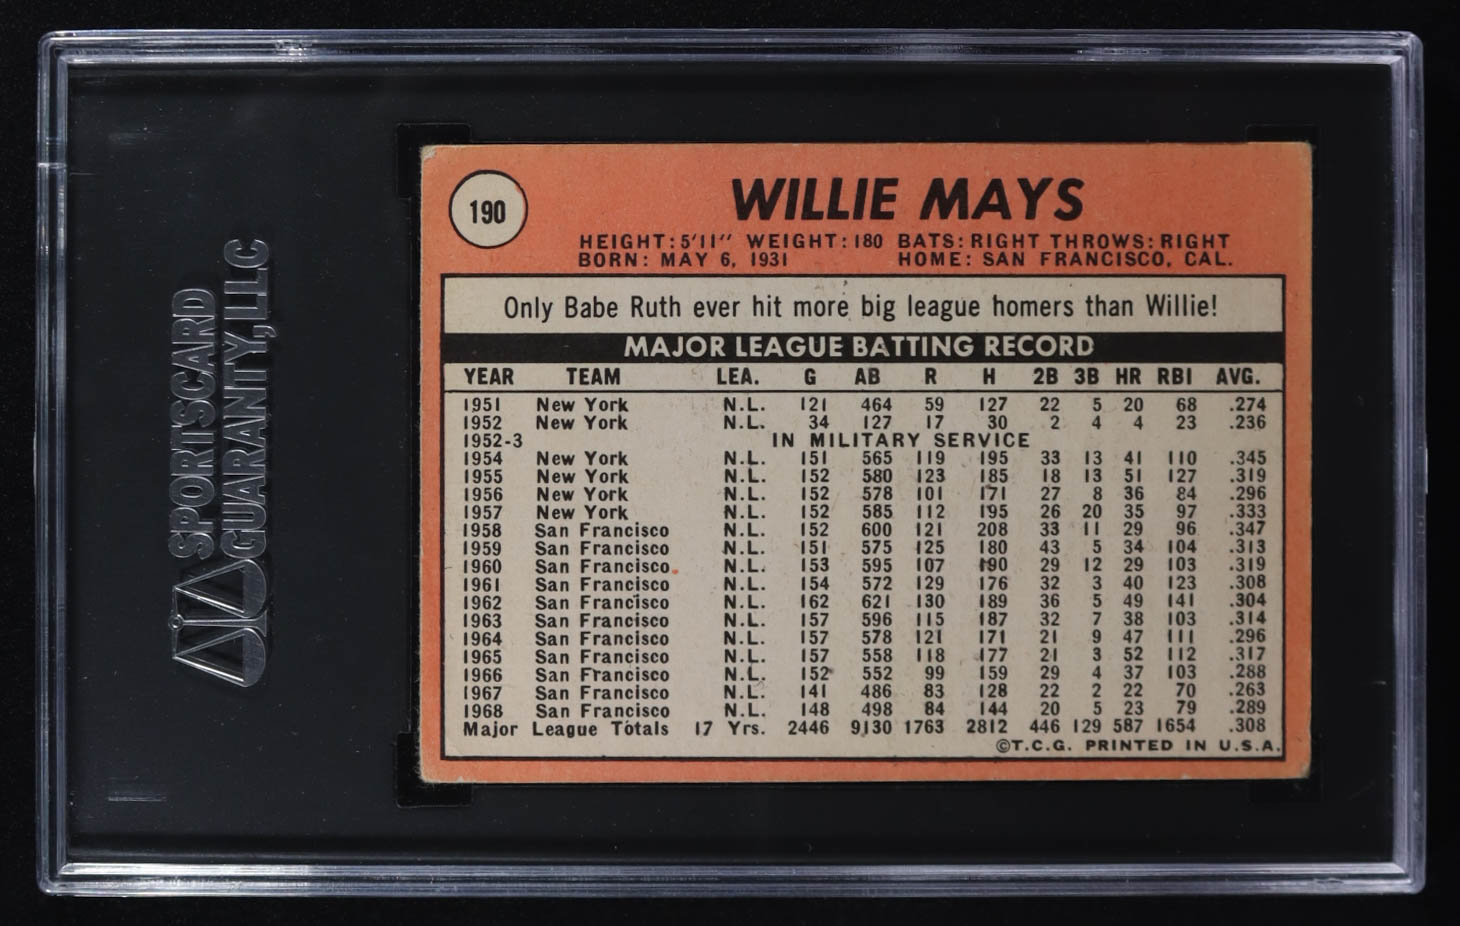 SPORTSCARD
GUARANTY, LLC
190
WILLIE MAYS
HEIGHT: 5'11" WEIGHT: 180 BATS: RIGHT THROWS: RIGHT
BORN: MAY 6, 1931 HOME: SAN FRANCISCO, CAL.
Only Babe Ruth ever hit more big league homers than Willie!
MAJOR LEAGUE BATTING RECORD
YEAR TEAM LEA. G AB R H 2B 3B HR RBI AVG.
1951 New York N.L. 121 464 59 127 22 5 20 68 .274
1952 New York N.L. 34 127 17 30 2 4 4 23 .236
1952-3 IN MILITARY SERVICE
1954 New York N.L. 151 565 119 195 33 13 41 110 .345
1955 New York N.L. 152 580 123 185 18 13 51 127 .319
1956 New York N.L. 152 578 101 171 27 8 36 84 .296
1957 New York N.L. 152 585 112 195 26 20 35 97 .333
1958 San Francisco N.L. 152 600 121 208 33 11 29 96 .347
1959 San Francisco N.L. 151 575 125 180 43 5 34 104 .313
1960 San Francisco N.L. 153 595 107 190 29 12 29 103 .319
1961 San Francisco N.L. 154 572 129 176 32 3 40 123 .308
1962 San Francisco N.L. 162 621 130 189 36 5 49 141 .304
1963 San Francisco N.L. 157 596 115 187 32 7 38 103 .314
1964 San Francisco N.L. 157 578 121 171 21 9 47 111 .296
1965 San Francisco N.L. 157 558 118 177 21 3 52 112 .317
1966 San Francisco N.L. 152 552 99 159 29 4 37 103 .288
1967 San Francisco N.L. 141 486 83 128 22 2 22 70 .263
1968 San Francisco N.L. 148 498 84 144 20 5 23 79 .289
Major League Totals 17 Yrs. 2446 9130 1763 2812 446 129 587 1654 .308
©T.C.G. PRINTED IN U.S.A.